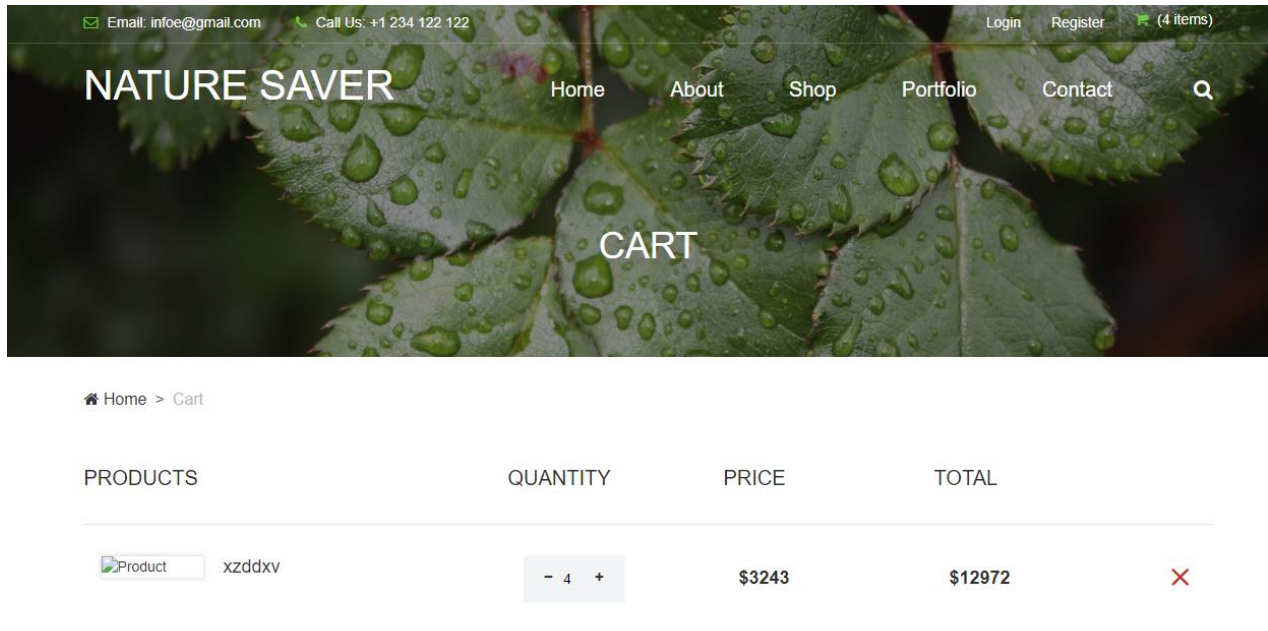 Email: infoe@gmail.com Call Us: +1 234 122 122 Login Register (4 items)
NATURE SAVER Home About Shop Portfolio Contact
CART
Home > Cart
PRODUCTS QUANTITY PRICE TOTAL
Product xzddxv - 4 + $3243 $12972